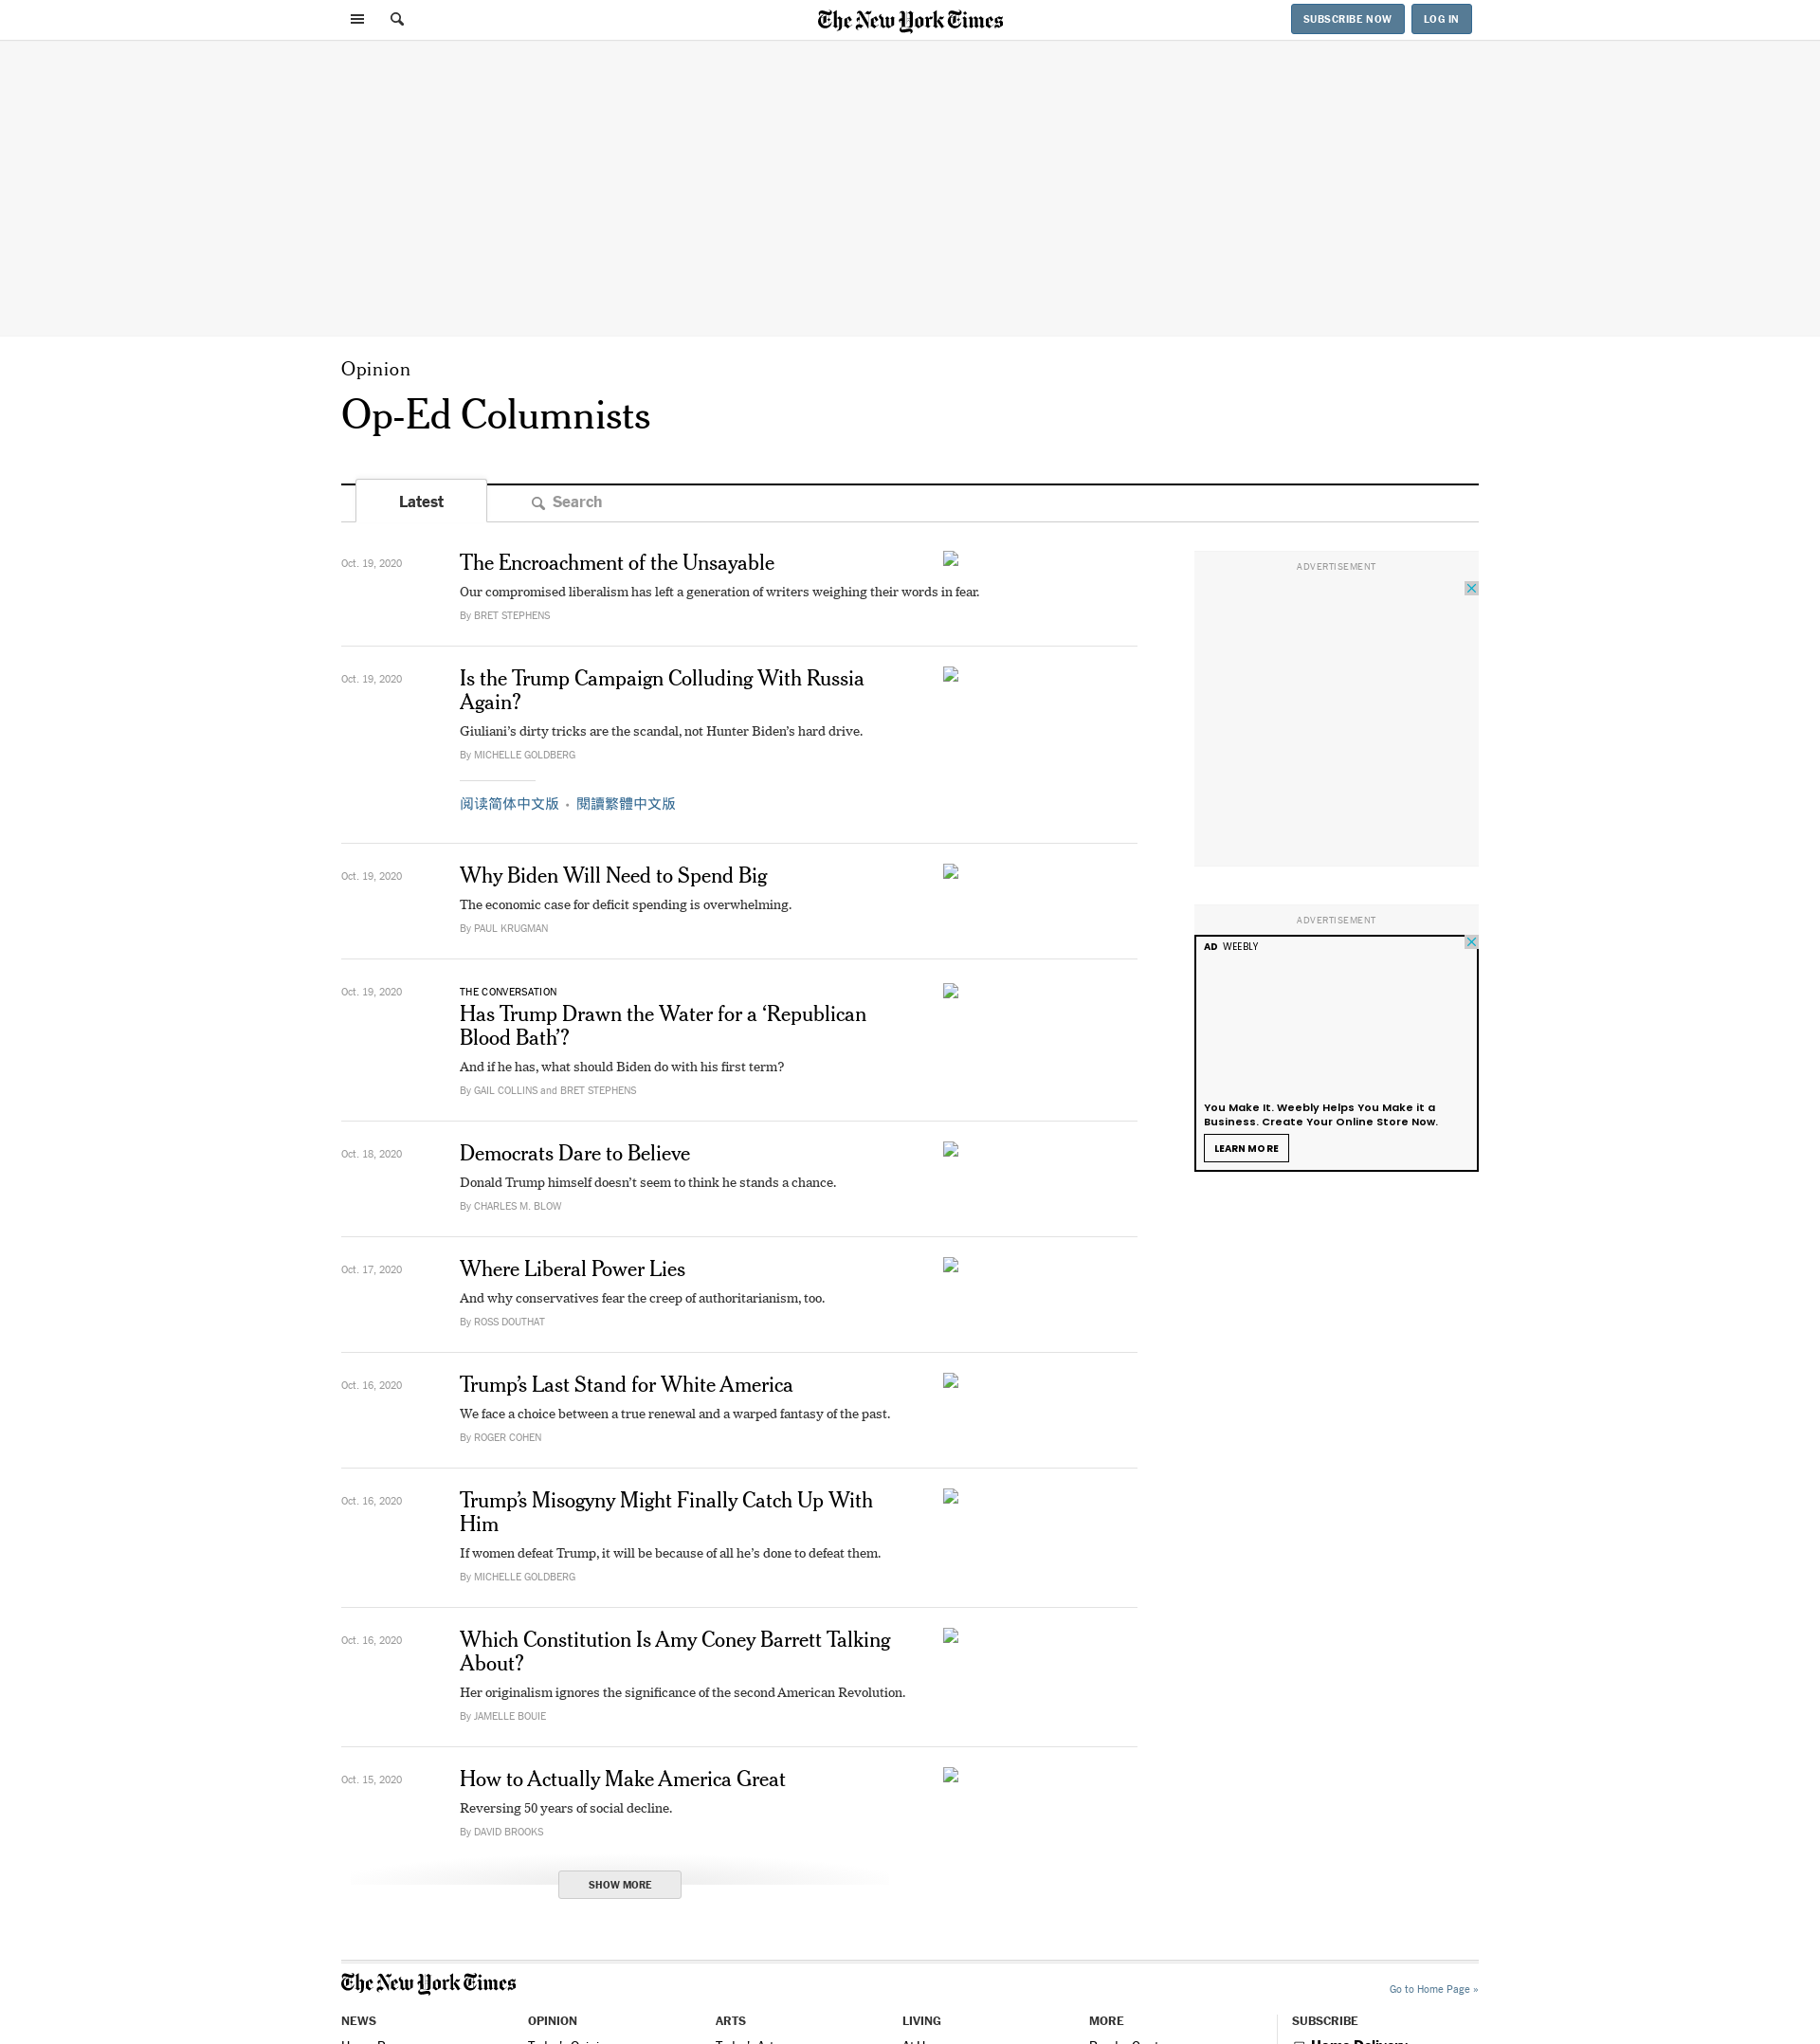 The New York Times
SUBSCRIBE NOW
LOG IN
Opinion
Op-Ed Columnists
Latest
Search
Oct. 19, 2020
The Encroachment of the Unsayable
Our compromised liberalism has left a generation of writers weighing their words in fear.
By BRET STEPHENS
Oct. 19, 2020
Is the Trump Campaign Colluding With Russia
Again?
Giuliani’s dirty tricks are the scandal, not Hunter Biden’s hard drive.
By MICHELLE GOLDBERG
阅读简体中文版 • 閱讀繁體中文版
Oct. 19, 2020
Why Biden Will Need to Spend Big
The economic case for deficit spending is overwhelming.
By PAUL KRUGMAN
Oct. 19, 2020
THE CONVERSATION
Has Trump Drawn the Water for a ‘Republican
Blood Bath’?
And if he has, what should Biden do with his first term?
By GAIL COLLINS and BRET STEPHENS
Oct. 18, 2020
Democrats Dare to Believe
Donald Trump himself doesn’t seem to think he stands a chance.
By CHARLES M. BLOW
Oct. 17, 2020
Where Liberal Power Lies
And why conservatives fear the creep of authoritarianism, too.
By ROSS DOUTHAT
Oct. 16, 2020
Trump’s Last Stand for White America
We face a choice between a true renewal and a warped fantasy of the past.
By ROGER COHEN
Oct. 16, 2020
Trump’s Misogyny Might Finally Catch Up With
Him
If women defeat Trump, it will be because of all he’s done to defeat them.
By MICHELLE GOLDBERG
Oct. 16, 2020
Which Constitution Is Amy Coney Barrett Talking
About?
Her originalism ignores the significance of the second American Revolution.
By JAMELLE BOUIE
Oct. 15, 2020
How to Actually Make America Great
Reversing 50 years of social decline.
By DAVID BROOKS
SHOW MORE
ADVERTISEMENT
ADVERTISEMENT
AD WEEBLY
You Make It. Weebly Helps You Make it a
Business. Create Your Online Store Now.
LEARN MORE
The New York Times
Go to Home Page »
NEWS
OPINION
ARTS
LIVING
MORE
SUBSCRIBE